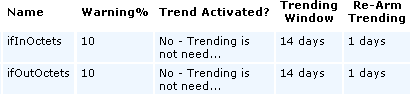 Name Warning% Trend Activated? Trending Window Re-Arm Trending
ifInOctets 10 No - Trending is not need... 14 days 1 days
ifOutOctets 10 No - Trending is not need... 14 days 1 days